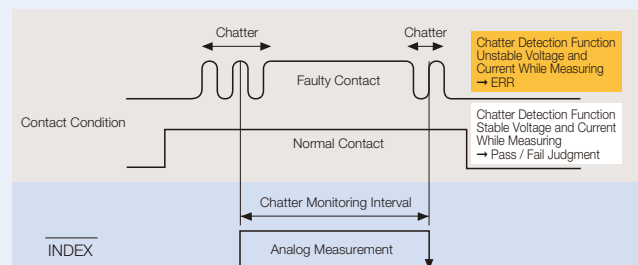 Chatter
Chatter
Chatter Detection Function
Unstable Voltage and
Current While Measuring
→ ERR
Faulty Contact
Contact Condition
Chatter Detection Function
Stable Voltage and Current
While Measuring
→ Pass / Fail Judgment
Normal Contact
Chatter Monitoring Interval
INDEX
Analog Measurement